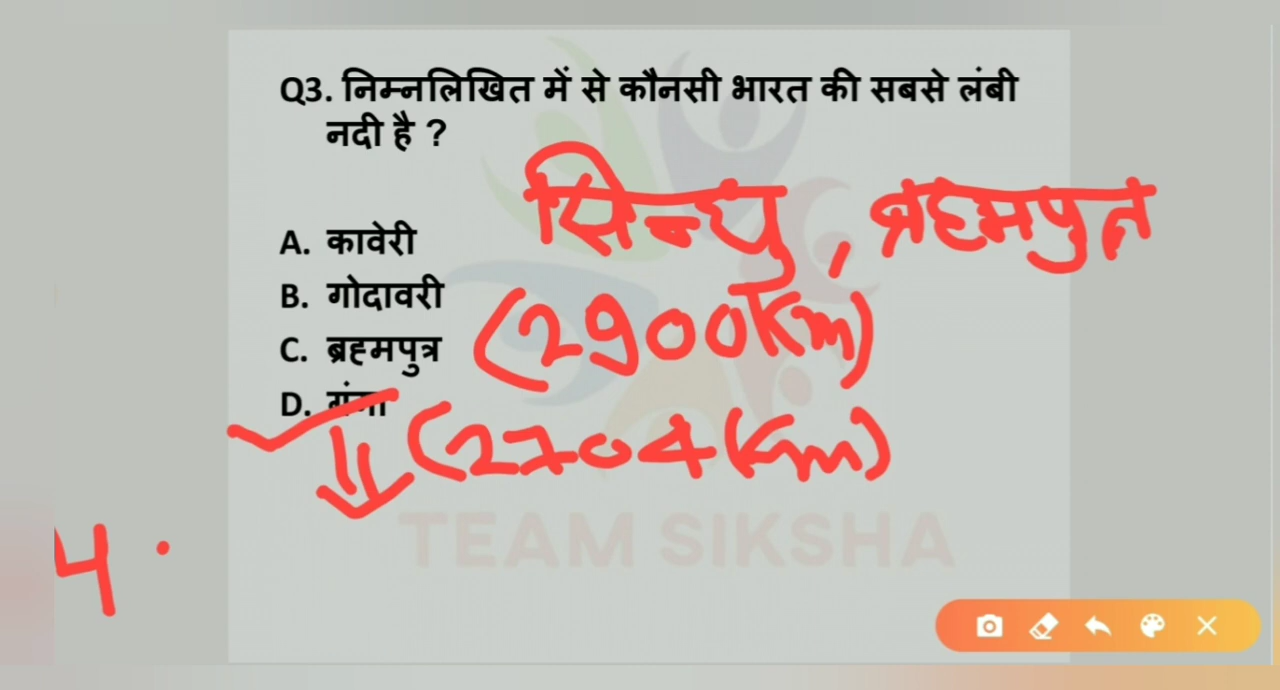 Q3. निम्नलिखित में से कौनसी भारत की सबसे लंबी
नदी है ?
सिन्धु, ब्रह्मपुत्र
A. कावेरी
B. गोदावरी
(2900Km)
C. ब्रह्मपुत्र
D. गंगा
(2704Km)
TEAM SIKSHA
4.